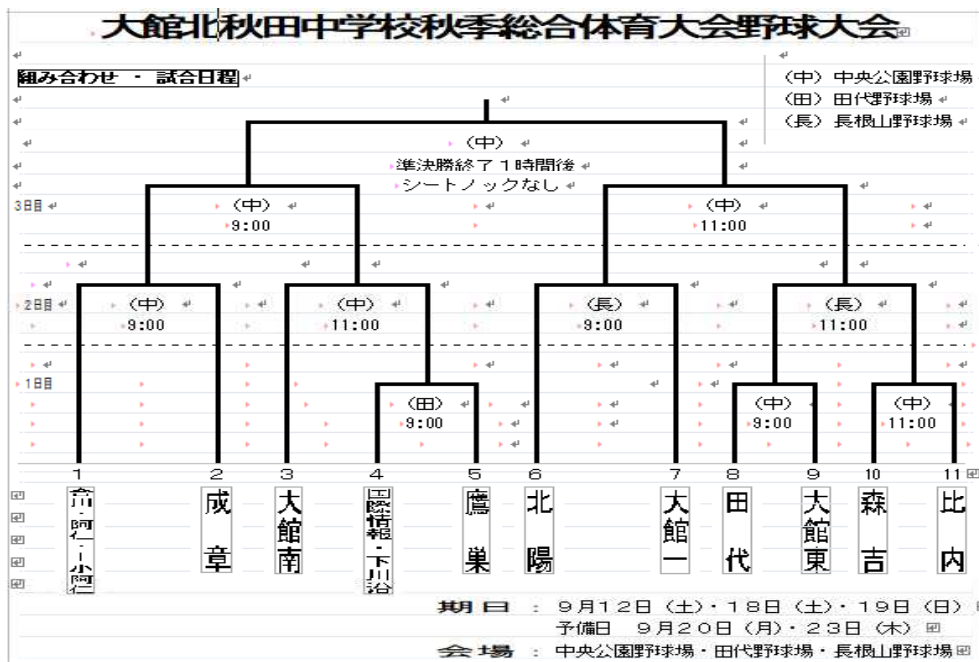 大館北秋田中学校秋季総合体育大会野球大会
組み合わせ ・ 試合日程
（中）中央公園野球場
（田）田代野球場
（長）長根山野球場
（中）
準決勝終了１時間後
シートノックなし
3日目
（中）
9:00
（中）
11:00
2日目
（中）
9:00
（中）
11:00
（長）
9:00
（長）
11:00
1日目
（田）
9:00
（中）
9:00
（中）
11:00
1 2 3 4 5 6 7 8 9 10 11
合川・阿仁・上小阿仁
成章
大館南
国際情報・下川沿
鷹巣
北陽
大館一
田代
大館東
森吉
比内
期日 ： ９月１２日（土）・１８日（土）・１９日（日）
予備日 ９月２０日（月）・２３日（木）
会場 ： 中央公園野球場・田代野球場・長根山野球場